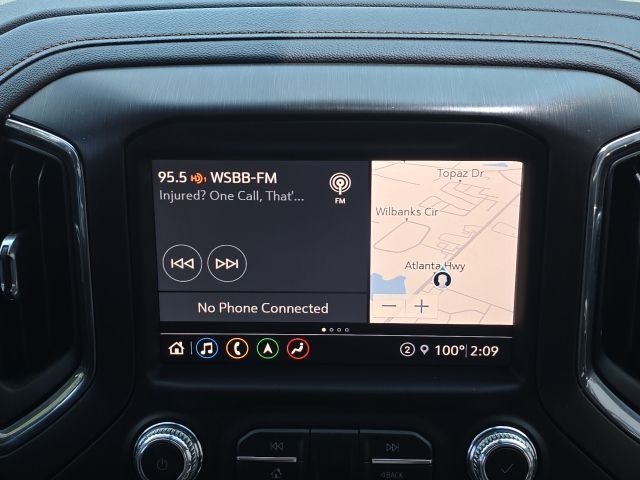 95.5 HD1 WSBB-FM
Injured? One Call, That'...
FM
No Phone Connected
Topaz Dr
Wilbanks Cir
Atlanta Hwy
2 100° 2:09
BACK